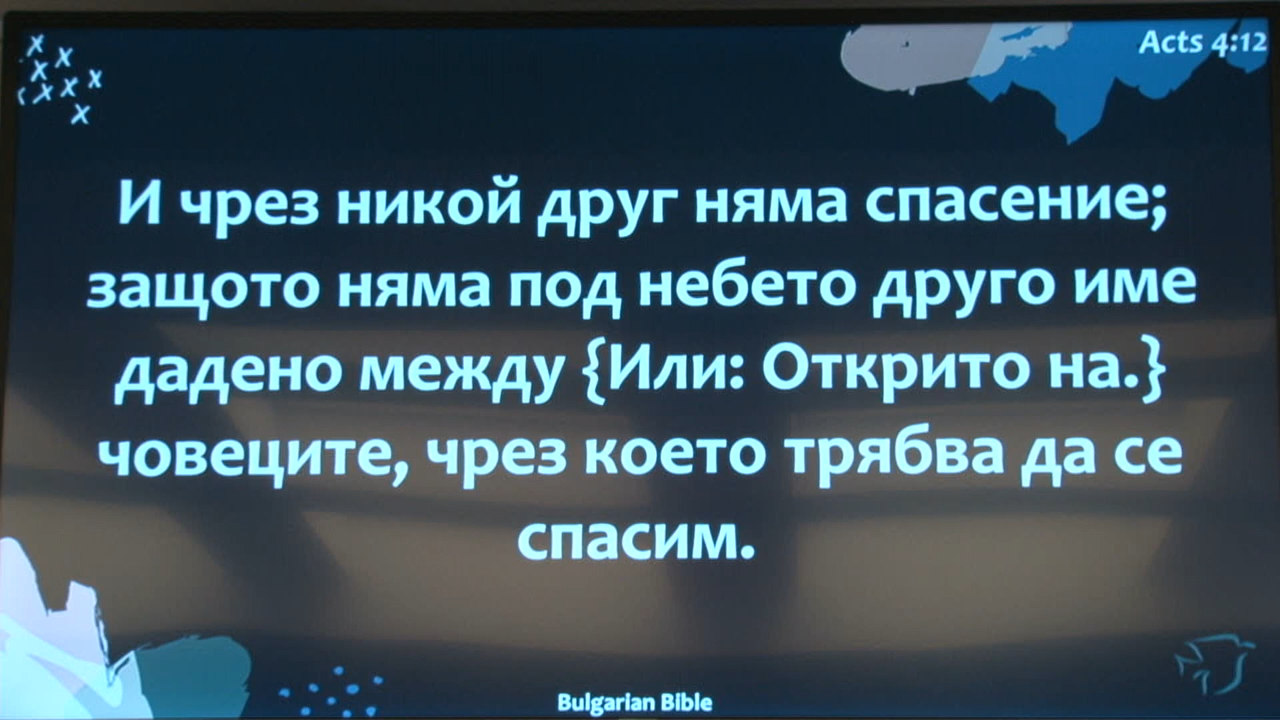 Acts 4:12
И чрез никой друг няма спасение;
защото няма под небето друго име
дадено между {Или: Открито на.}
човеците, чрез което трябва да се
спасим.
Bulgarian Bible